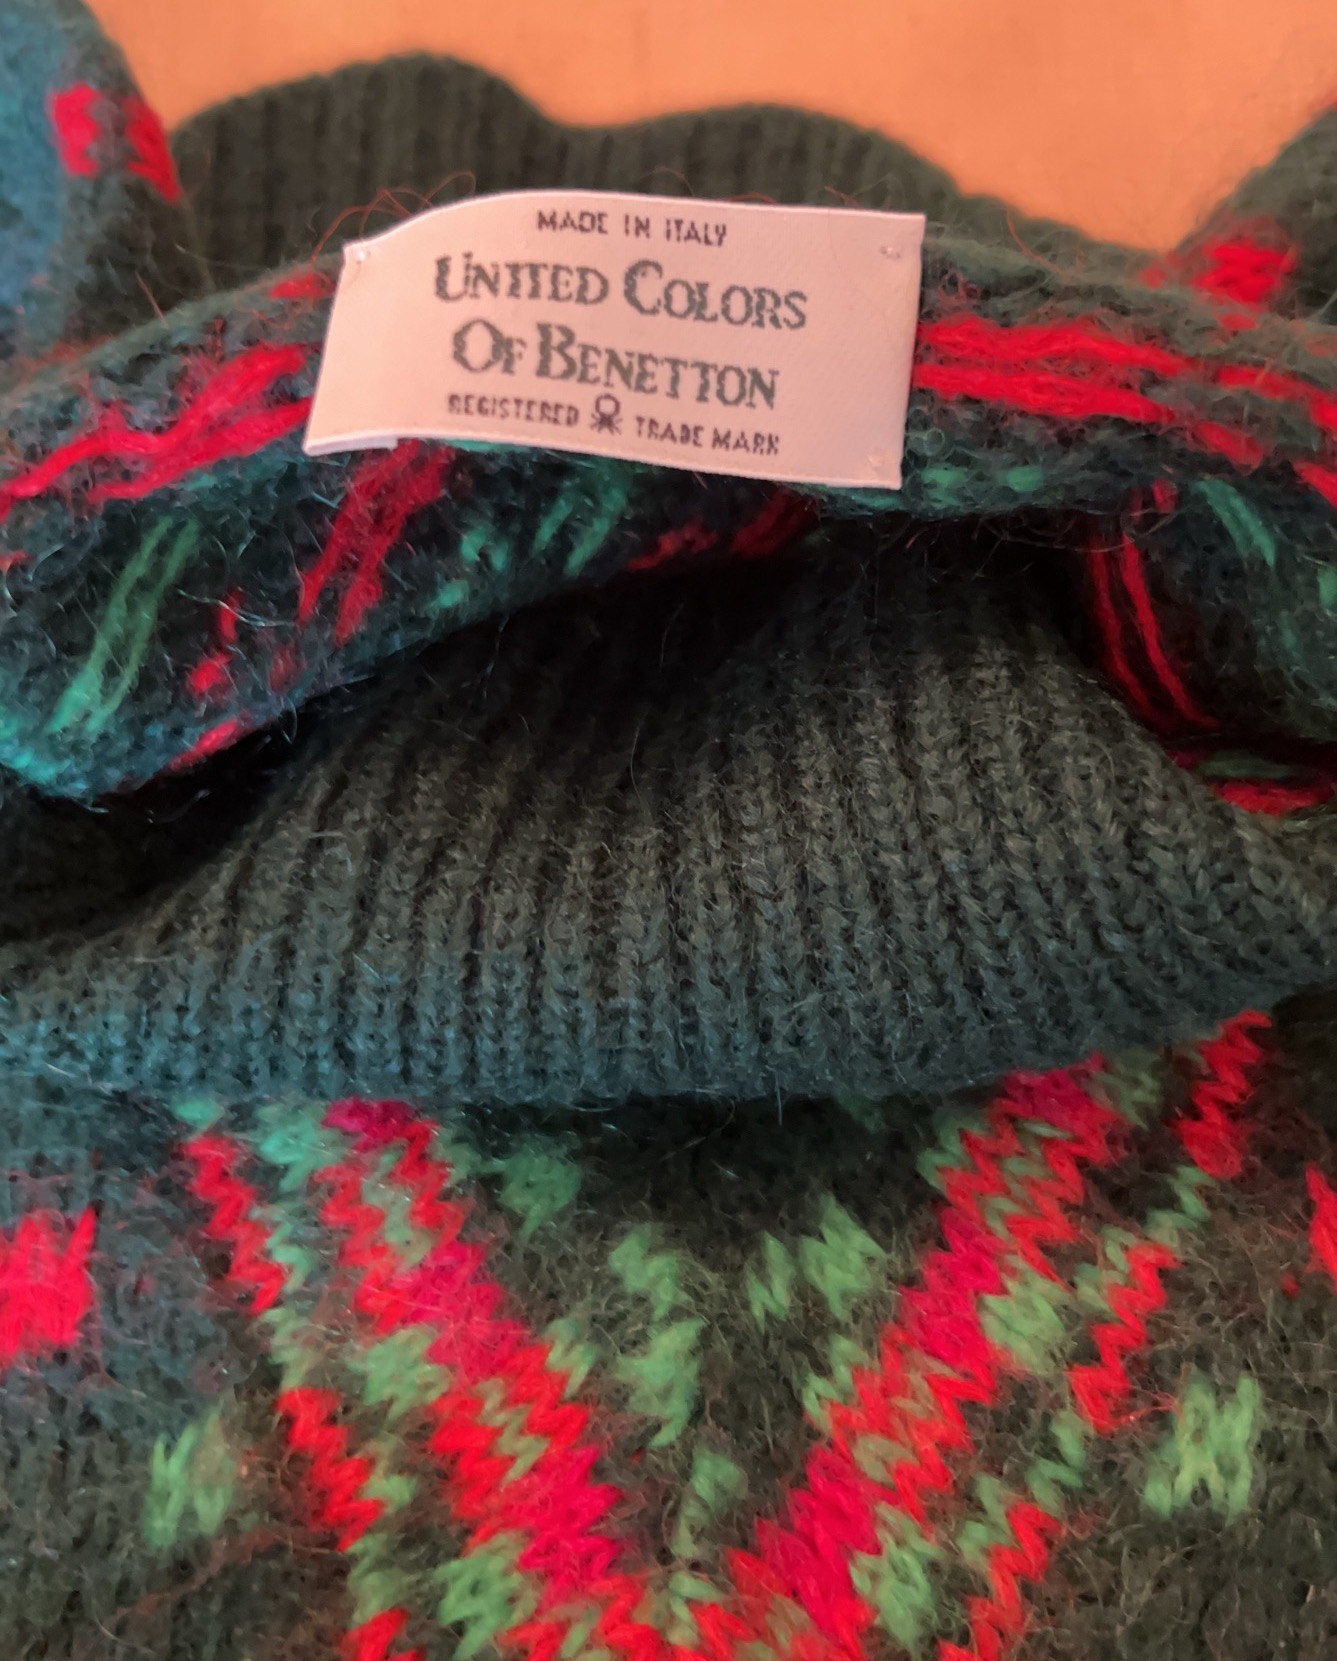 MADE IN ITALY
UNITED COLORS
OF BENETTON
REGISTERED TRADE MARK